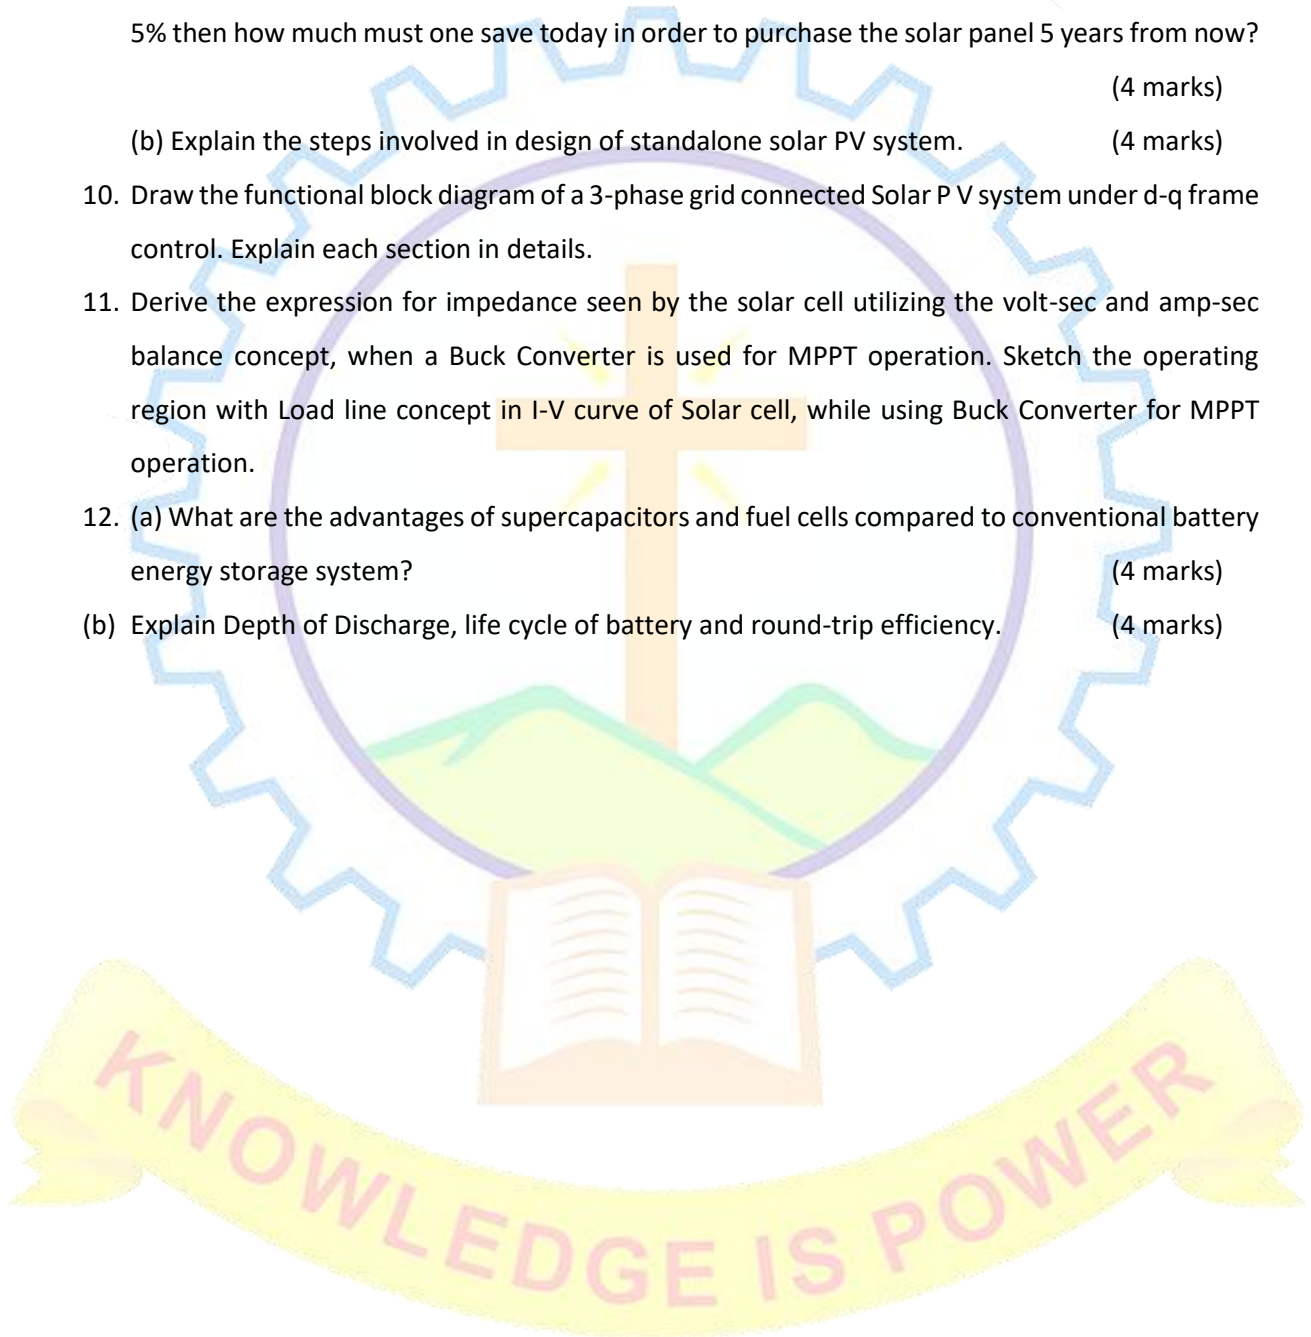 5% then how much must one save today in order to purchase the solar panel 5 years from now?
(4 marks)
(b) Explain the steps involved in design of standalone solar PV system. (4 marks)
10. Draw the functional block diagram of a 3-phase grid connected Solar P V system under d-q frame
control. Explain each section in details.
11. Derive the expression for impedance seen by the solar cell utilizing the volt-sec and amp-sec
balance concept, when a Buck Converter is used for MPPT operation. Sketch the operating
region with Load line concept in I-V curve of Solar cell, while using Buck Converter for MPPT
operation.
12. (a) What are the advantages of supercapacitors and fuel cells compared to conventional battery
energy storage system? (4 marks)
(b) Explain Depth of Discharge, life cycle of battery and round-trip efficiency. (4 marks)
KNOWLEDGE IS POWER